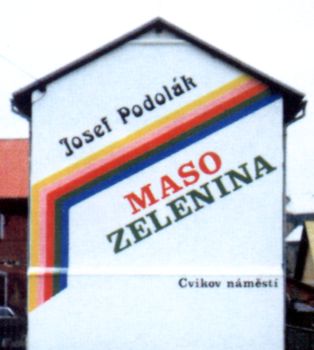 Josef Podolák
MASO
ZELENINA
Cvikov náměstí